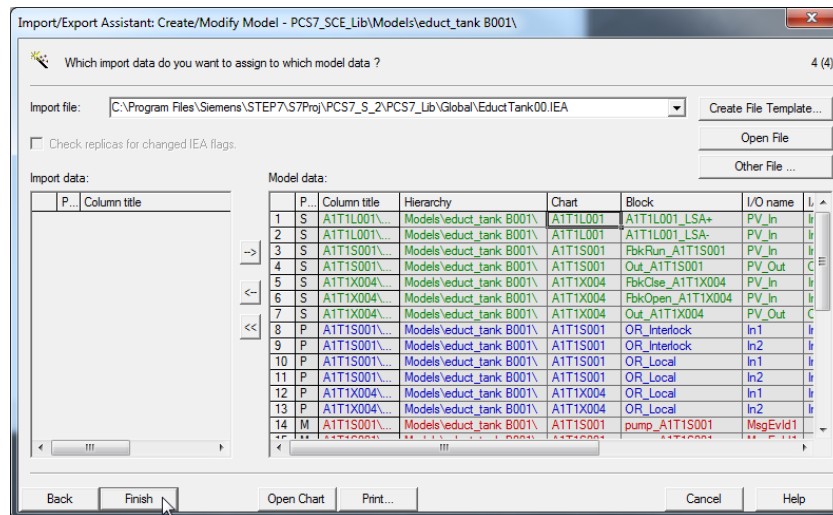 Import/Export Assistant: Create/Modify Model - PCS7_SCE_Lib\Models\educt_tank B001\
Which import data do you want to assign to which model data ?
4 (4)
Import file:
C:\Program Files\Siemens\STEP7\S7Proj\PCS7_S_2\PCS7_Lib\Global\EductTank00.IEA
Create File Template...
Check replicas for changed IEA flags.
Open File
Other File ...
Import data:
Model data:
P... Column title
P... Column title Hierarchy Chart Block I/O name
1 S A1T1L001\... Models\educt_tank B001\ A1T1L001 A1T1L001_LSA+ PV_In
2 S A1T1L001\... Models\educt_tank B001\ A1T1L001 A1T1L001_LSA- PV_In
3 S A1T1S001\... Models\educt_tank B001\ A1T1S001 FbkRun_A1T1S001 PV_In
4 S A1T1S001\... Models\educt_tank B001\ A1T1S001 Out_A1T1S001 PV_Out
5 S A1T1X004\... Models\educt_tank B001\ A1T1X004 FbkClse_A1T1X004 PV_In
6 S A1T1X004\... Models\educt_tank B001\ A1T1X004 FbkOpen_A1T1X004 PV_In
7 S A1T1X004\... Models\educt_tank B001\ A1T1X004 Out_A1T1X004 PV_Out
8 P A1T1S001\... Models\educt_tank B001\ A1T1S001 OR_Interlock In1
9 P A1T1S001\... Models\educt_tank B001\ A1T1S001 OR_Interlock In2
10 P A1T1S001\... Models\educt_tank B001\ A1T1S001 OR_Local In1
11 P A1T1S001\... Models\educt_tank B001\ A1T1S001 OR_Local In2
12 P A1T1X004\... Models\educt_tank B001\ A1T1X004 OR_Local In1
13 P A1T1X004\... Models\educt_tank B001\ A1T1X004 OR_Local In2
14 M A1T1S001\... Models\educt_tank B001\ A1T1S001 pump_A1T1S001 MsgEvId1
-->
<--
<<
Back
Finish
Open Chart
Print...
Cancel
Help